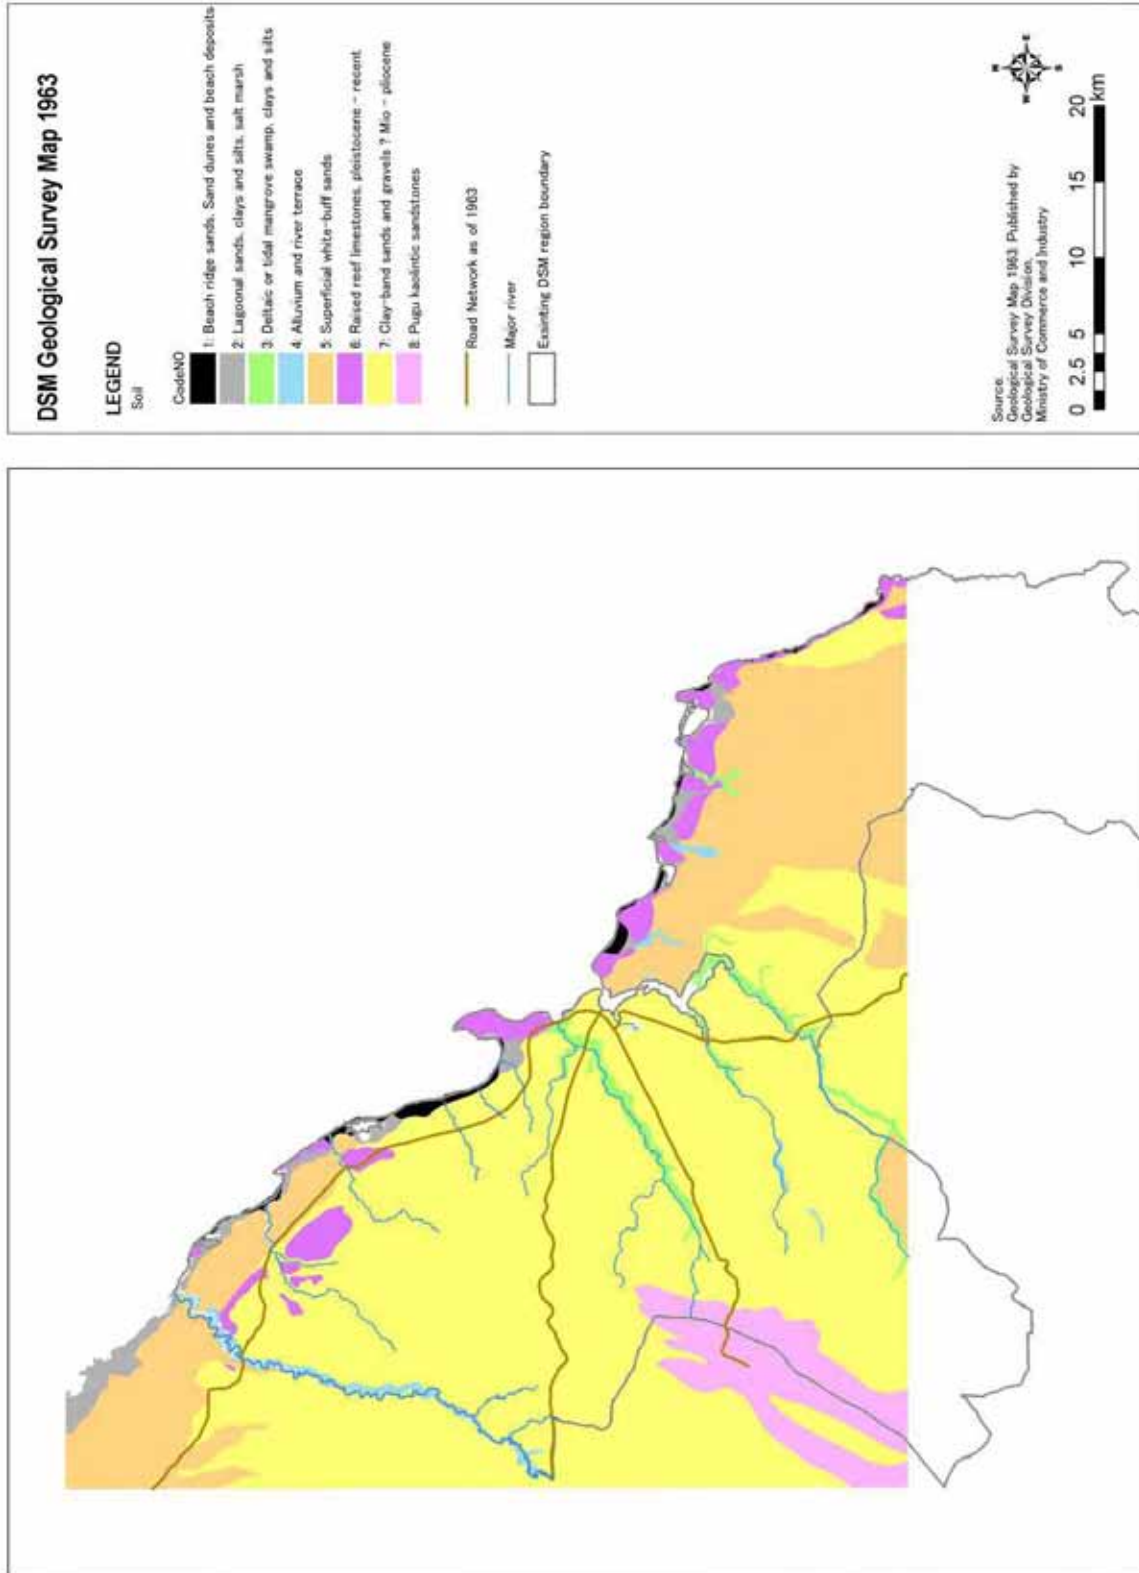 DSM Geological Survey Map 1963
LEGEND
Soil
CodeNO
1: Beach ridge sands. Sand dunes and beach deposits
2: Lagoonal sands, clays and silts, salt marsh
3: Deltaic or tidal mangrove swamp, clays and silts
4: Alluvium and river terrace
5: Superficial white-buff sands
6: Raised reef limestones, pleistocene - recent
7: Clay-band sands and gravels ? Mio - pliocene
8: Pugu kaolintic sandstones
Road Network as of 1963
Major river
Exsinting DSM region boundary
N
W E
S
Source:
Geological Survey Map 1963: Published by
Geological Survey Division,
Ministry of Commerce and Industry
0 2.5 5 10 15 20
km